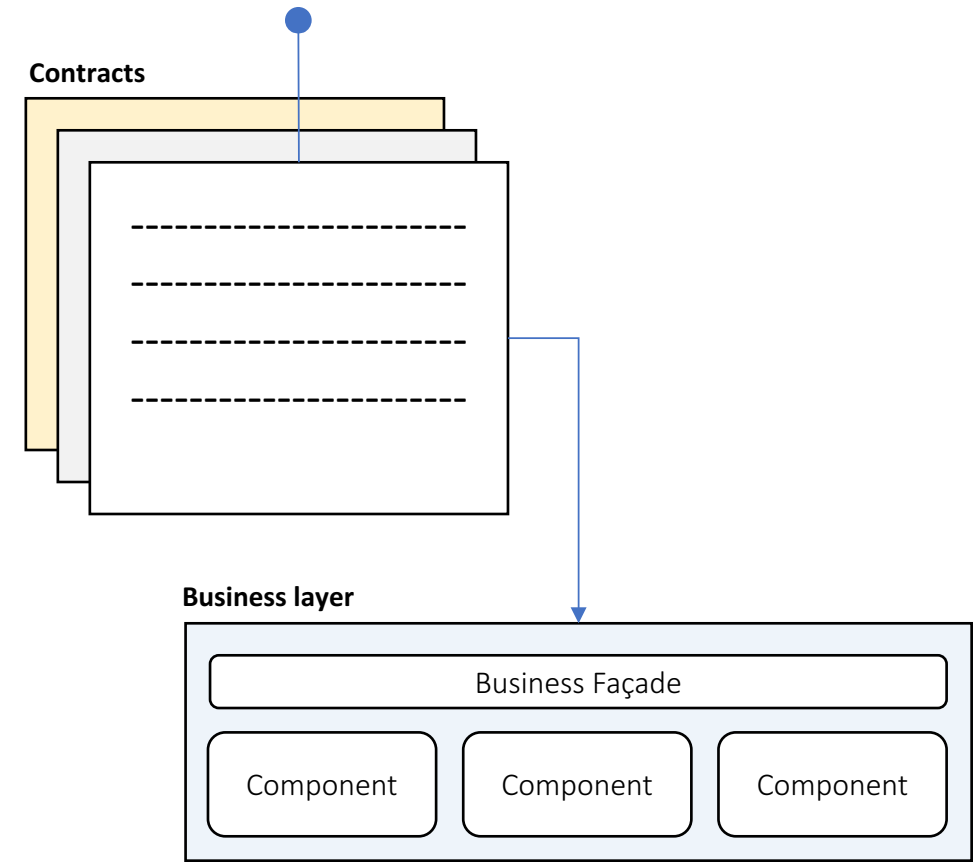 Contracts
Business layer
Business Façade
Component
Component
Component